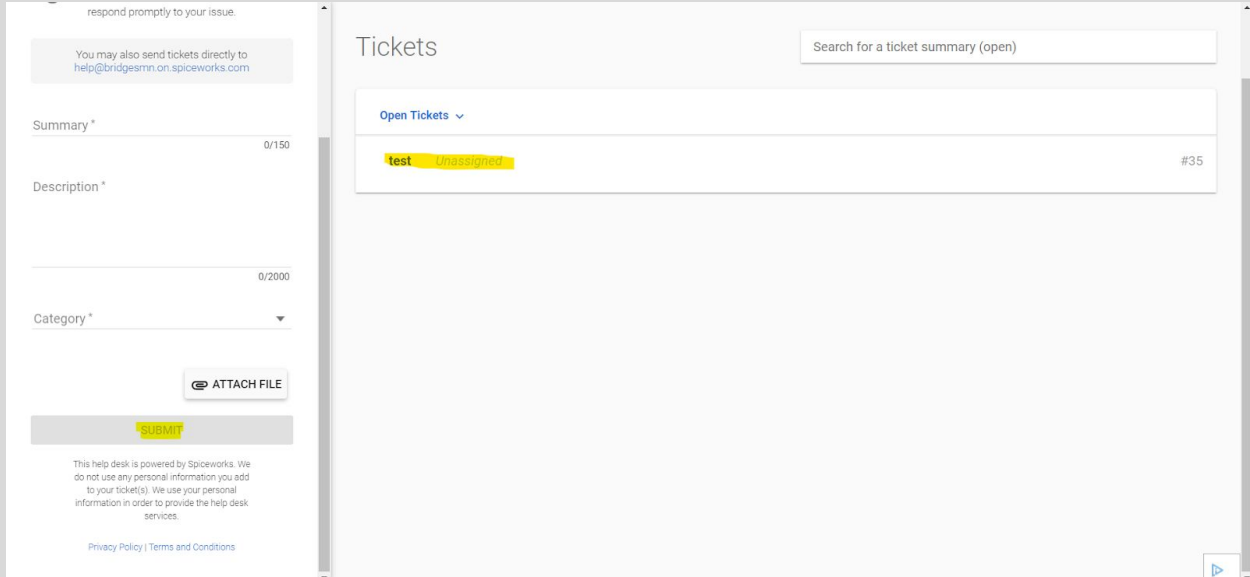 respond promptly to your issue.
You may also send tickets directly to
help@bridgesmn.on.spiceworks.com
Summary *
0/150
Description *
0/2000
Category *
ATTACH FILE
SUBMIT
This help desk is powered by Spiceworks. We
do not use any personal information you add
to your ticket(s). We use your personal
information in order to provide the help desk
services.
Privacy Policy | Terms and Conditions
Tickets
Search for a ticket summary (open)
Open Tickets
test Unassigned #35